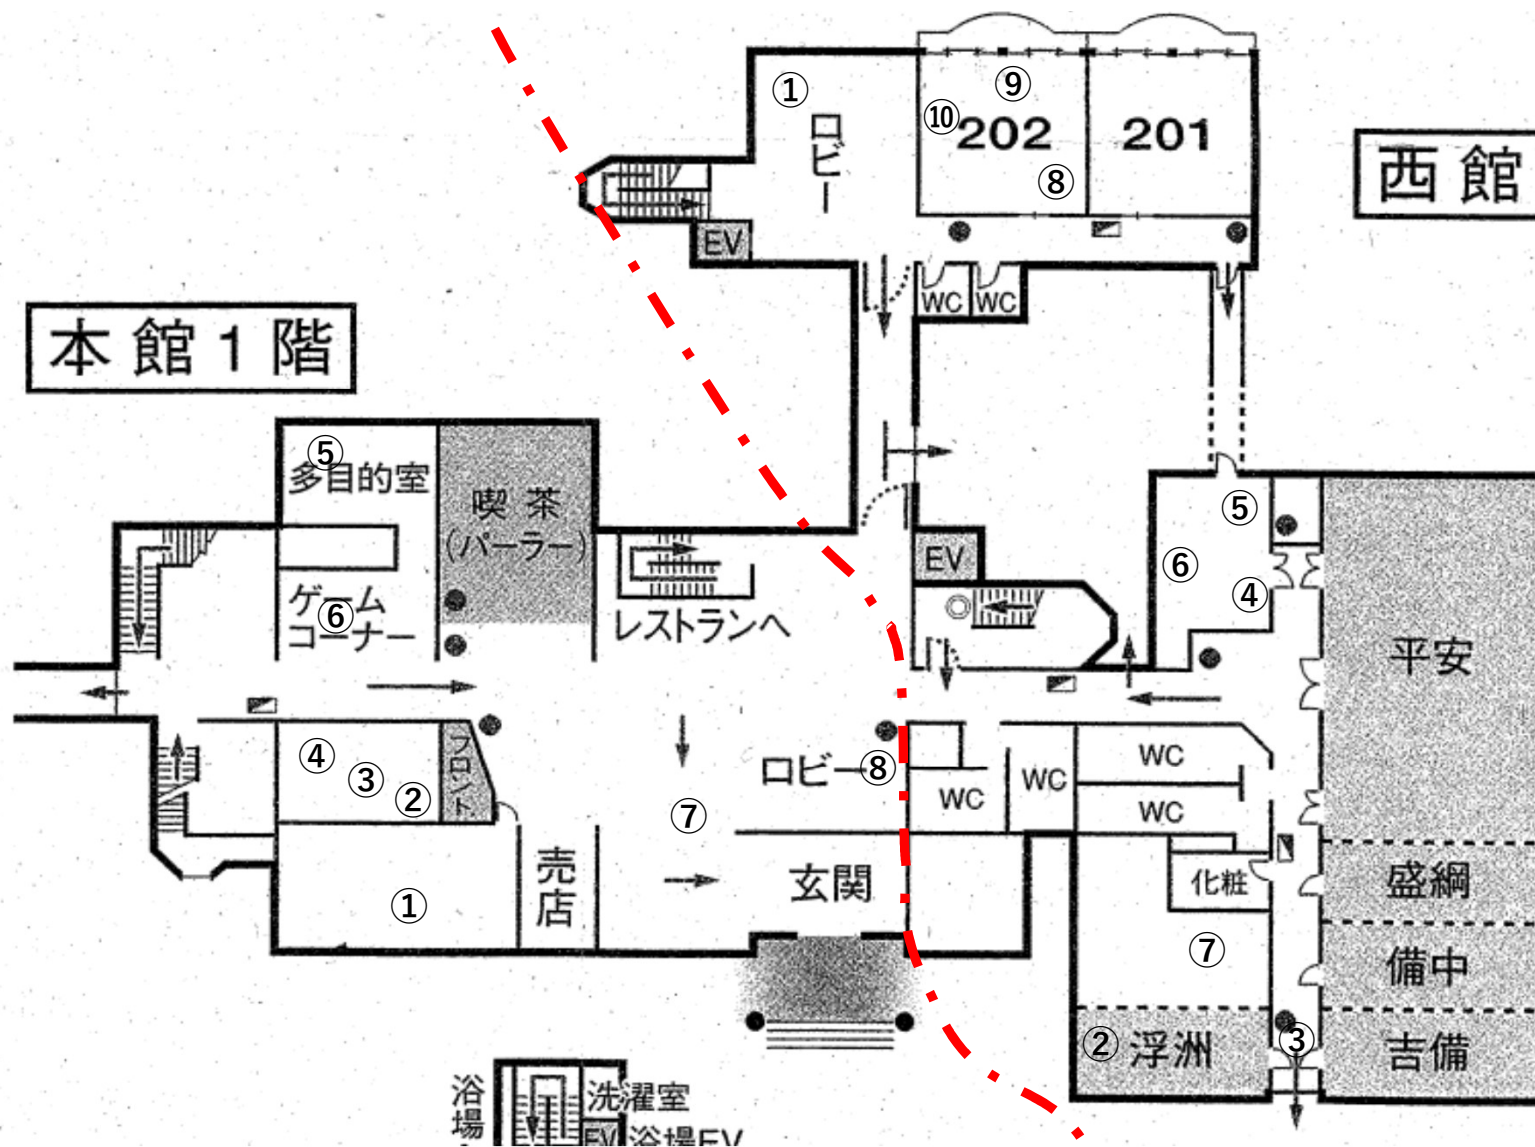 ① ⑨
ロビー
⑩ 202
⑧
201
西館
EV
WC WC
本館1階
⑤
多目的室
喫茶
(パーラー)
ゲーム
コーナー
⑥
レストランへ
EV
⑤
⑥
④
平安
フロント
④ ③ ②
ロビー ⑧
⑦
WC
WC
WC
WC
売店
①
玄関
化粧
盛綱
⑦
備中
② 浮洲
③
吉備
浴場
洗濯室
EV 浴場EV